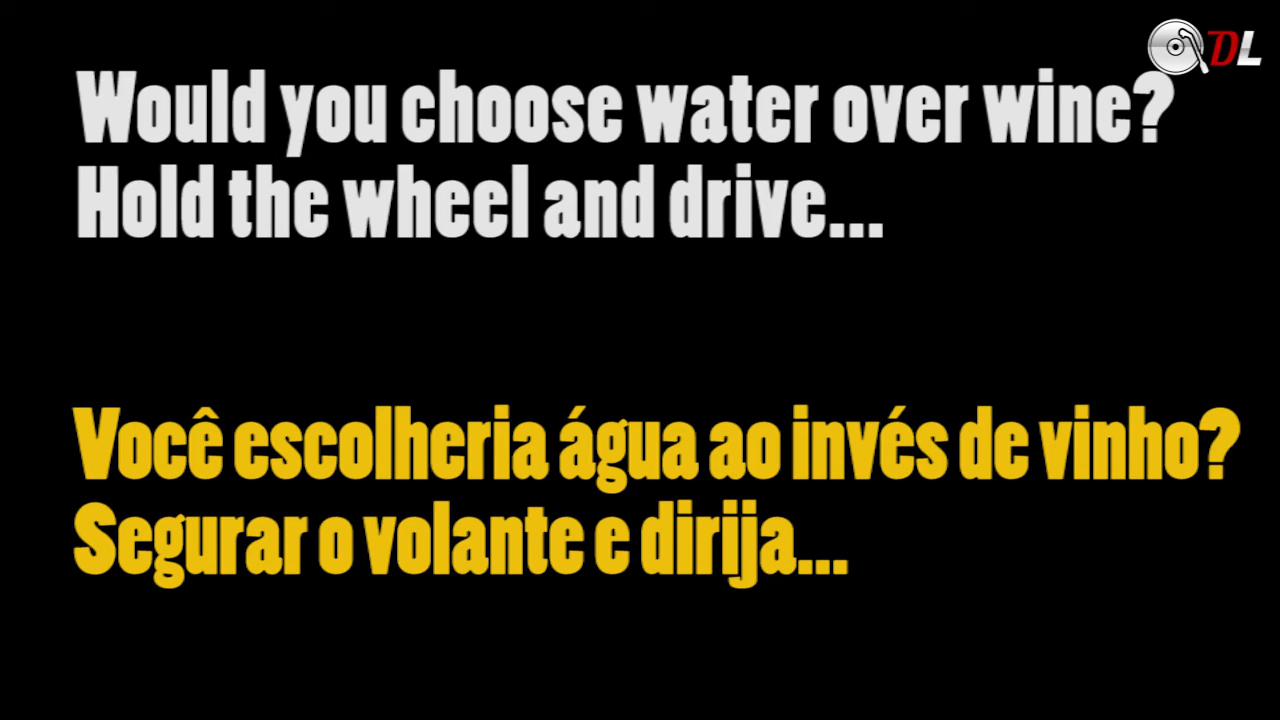 DL
Would you choose water over wine?
Hold the wheel and drive...
Você escolheria água ao invés de vinho?
Segurar o volante e dirija...